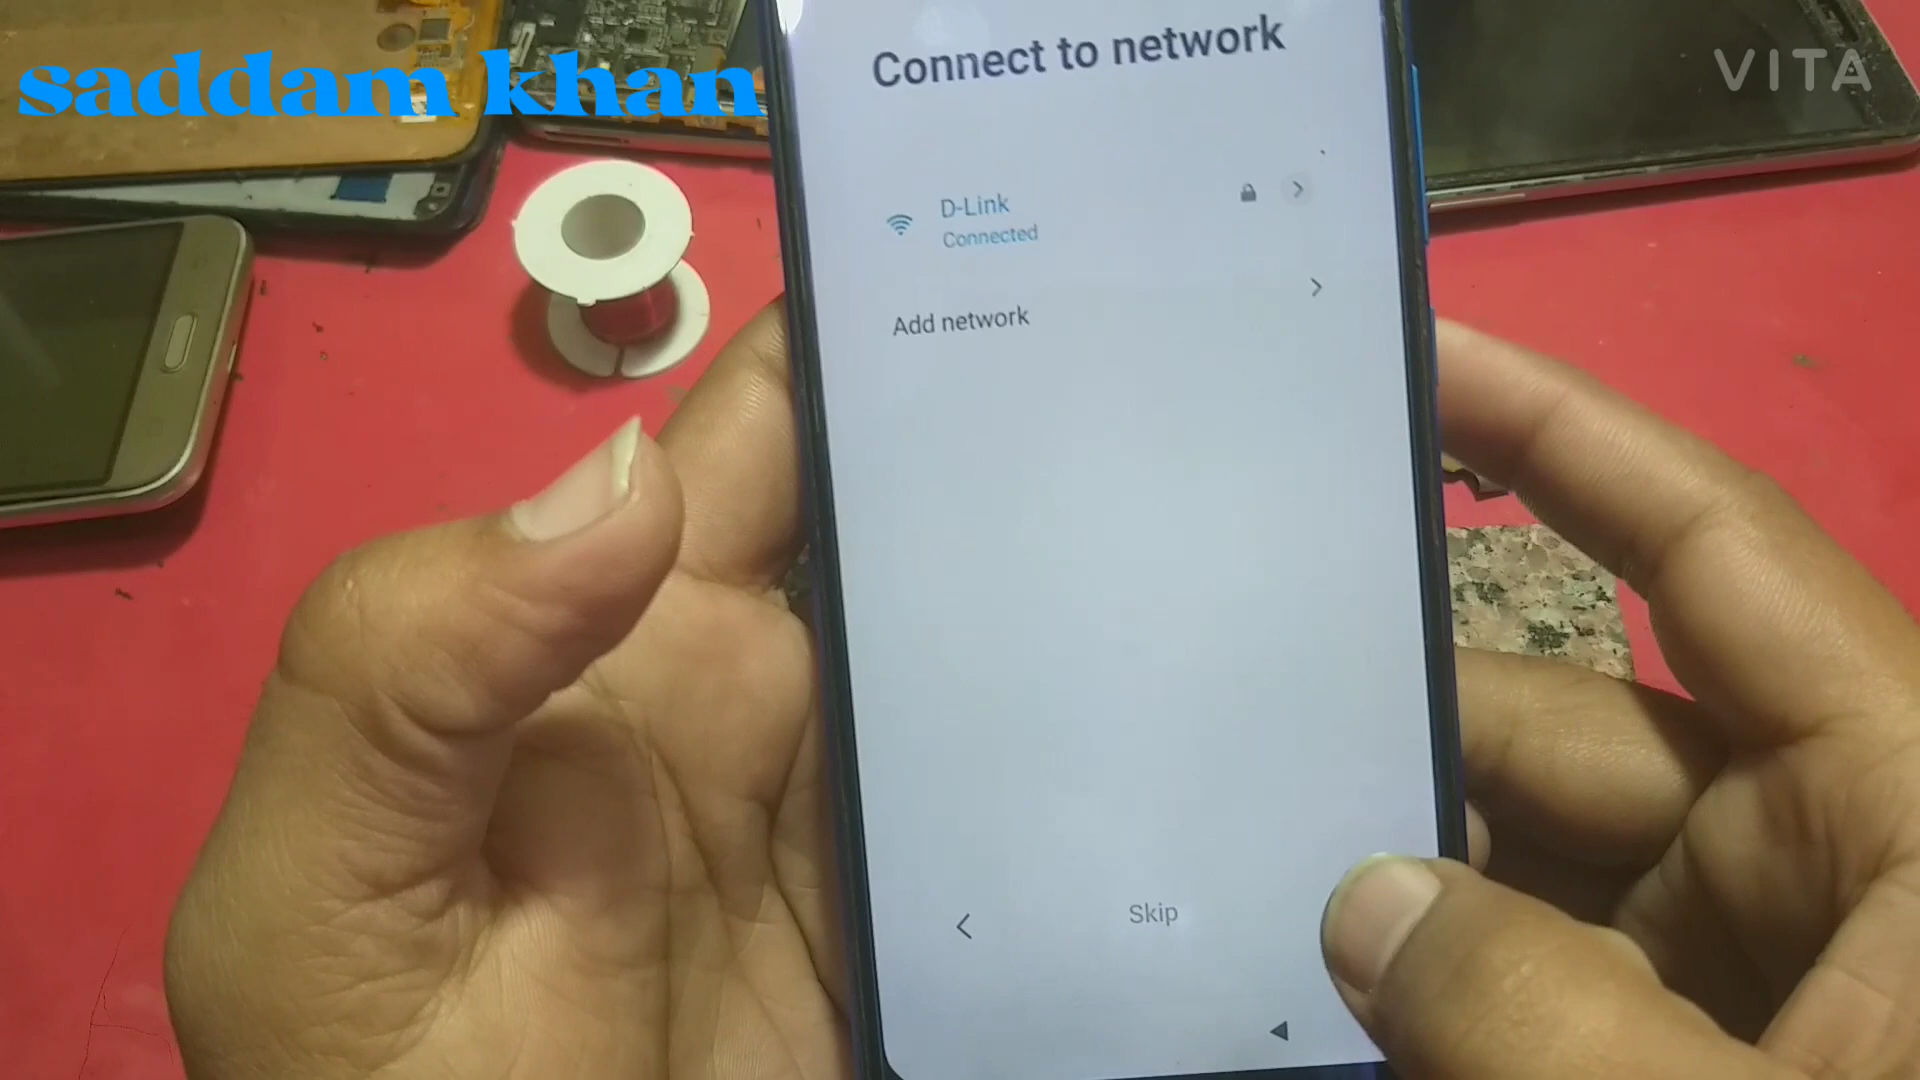 saddam khan
VITA
Connect to network
D-Link
Connected
Add network
Skip